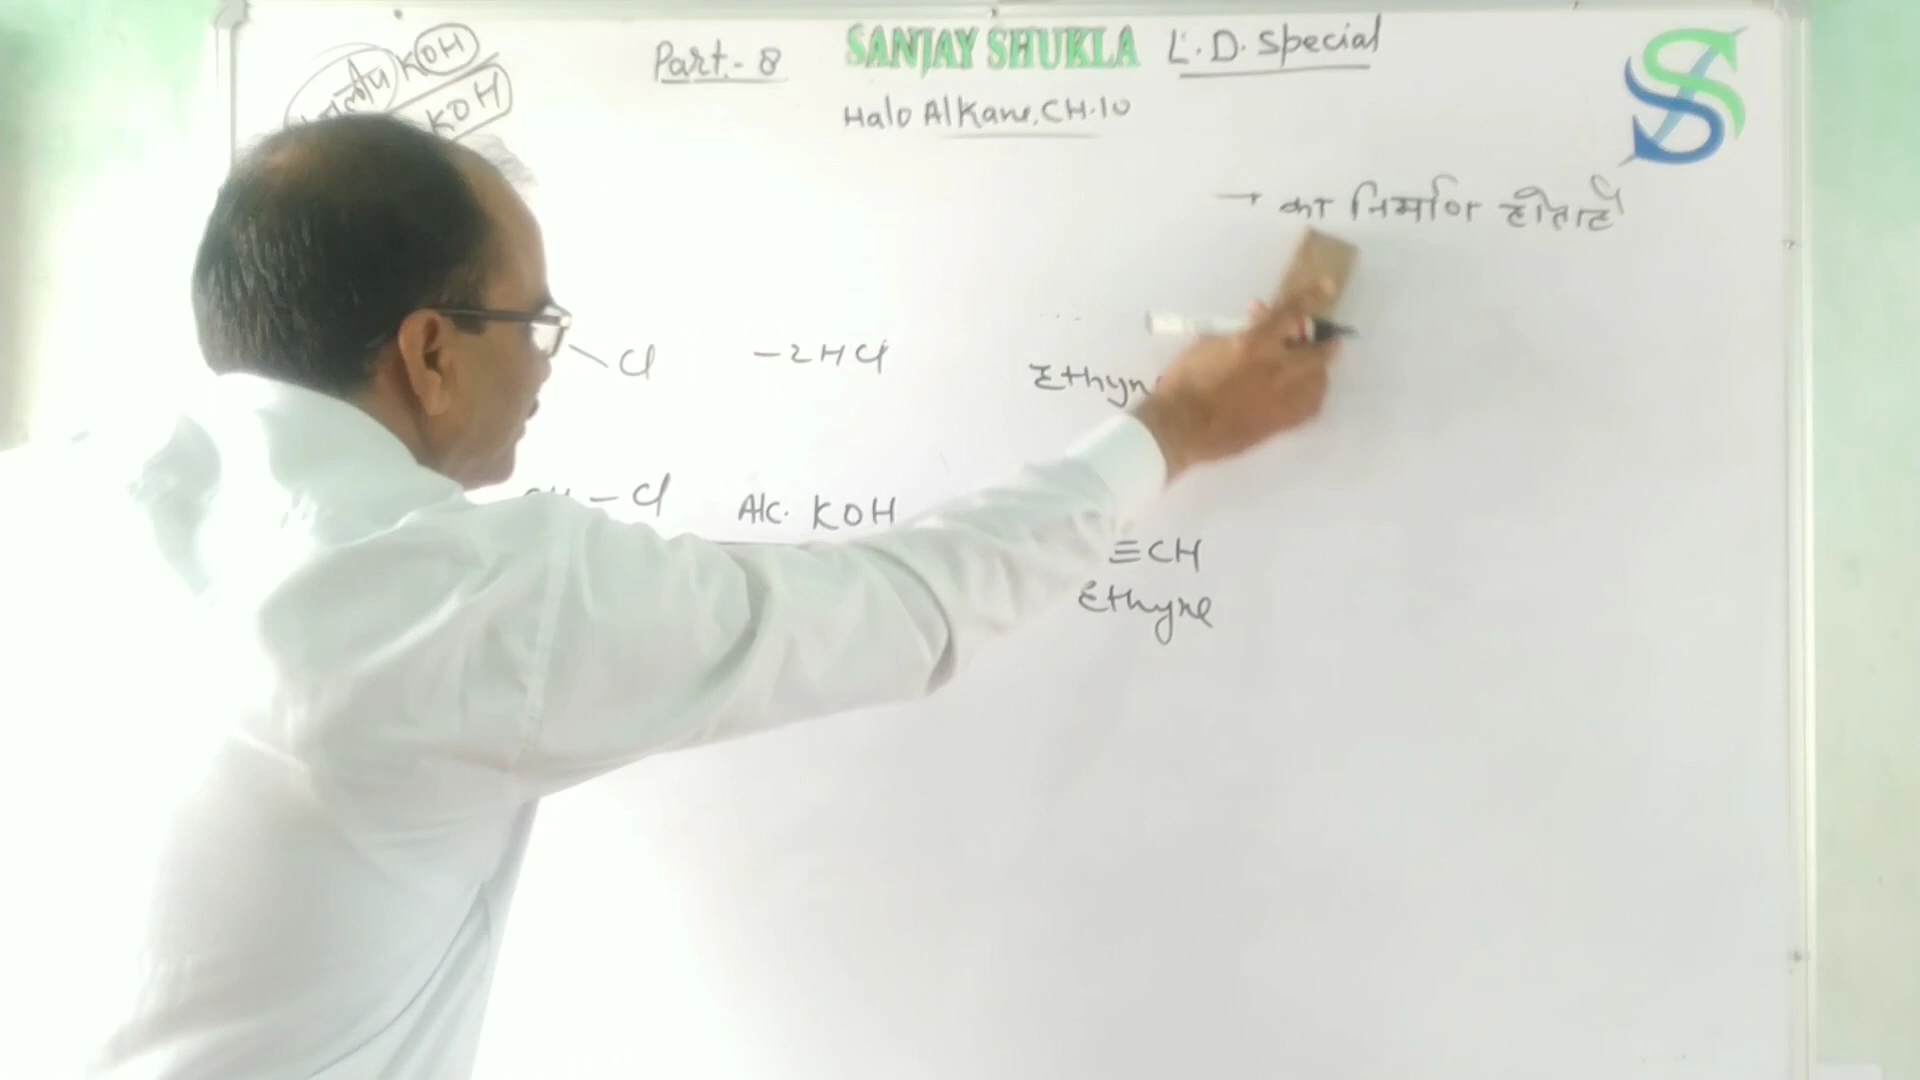 Part-8 SANJAY SHUKLA L.D. Special
KOH
KOH
Halo Alkane, CH.10
→ का निर्माण होता है
Cl -2HCl
Ethyn
- Cl Alc. KOH
≡CH
Ethyne